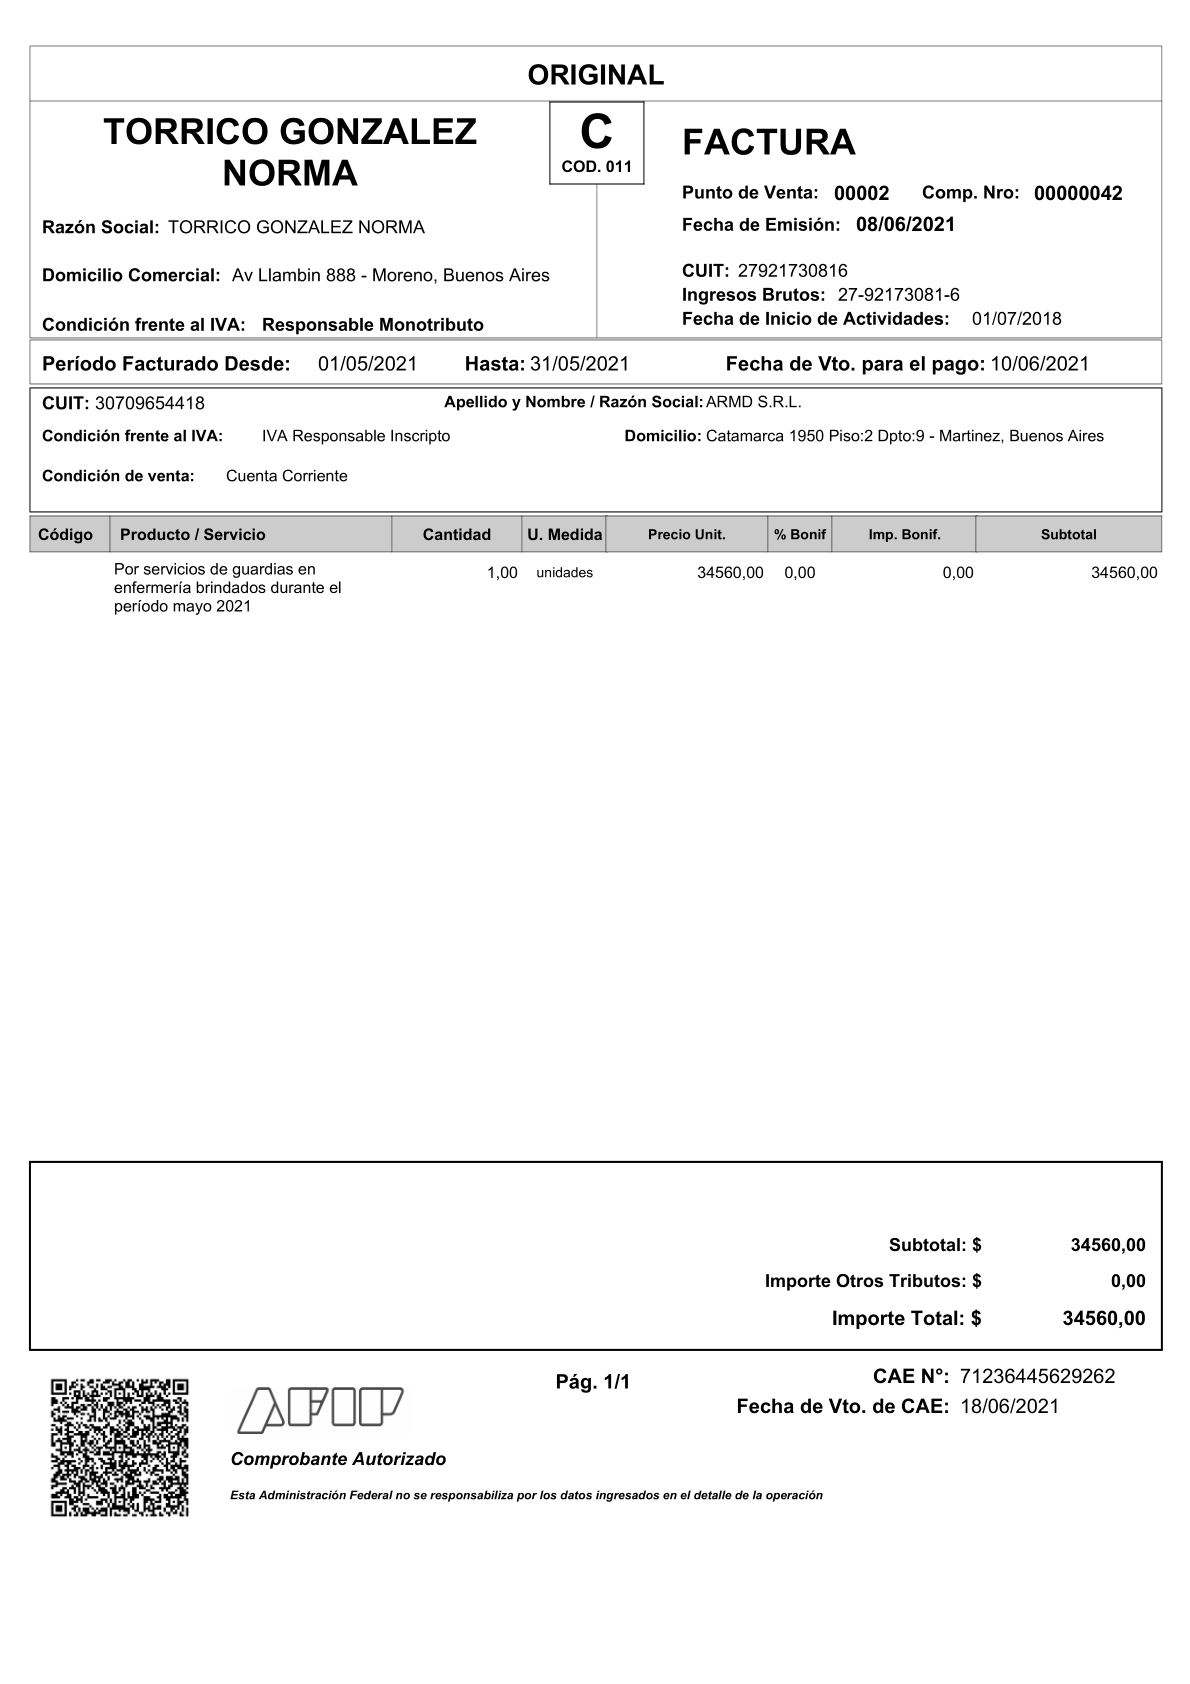 ORIGINAL
TORRICO GONZALEZ
NORMA
C
COD. 011
FACTURA
Punto de Venta: 00002 Comp. Nro: 00000042
Fecha de Emisión: 08/06/2021
Razón Social: TORRICO GONZALEZ NORMA
Domicilio Comercial: Av Llambin 888 - Moreno, Buenos Aires
Condición frente al IVA: Responsable Monotributo
CUIT: 27921730816
Ingresos Brutos: 27-92173081-6
Fecha de Inicio de Actividades: 01/07/2018
Período Facturado Desde: 01/05/2021 Hasta: 31/05/2021 Fecha de Vto. para el pago: 10/06/2021
CUIT: 30709654418 Apellido y Nombre / Razón Social: ARMD S.R.L.
Condición frente al IVA: IVA Responsable Inscripto Domicilio: Catamarca 1950 Piso:2 Dpto:9 - Martinez, Buenos Aires
Condición de venta: Cuenta Corriente
Código Producto / Servicio Cantidad U. Medida Precio Unit. % Bonif Imp. Bonif. Subtotal
Por servicios de guardias en 1,00 unidades 34560,00 0,00 0,00 34560,00
enfermería brindados durante el
período mayo 2021
Subtotal: $ 34560,00
Importe Otros Tributos: $ 0,00
Importe Total: $ 34560,00
AFIP
Comprobante Autorizado
Esta Administración Federal no se responsabiliza por los datos ingresados en el detalle de la operación
Pág. 1/1
CAE N°: 71236445629262
Fecha de Vto. de CAE: 18/06/2021